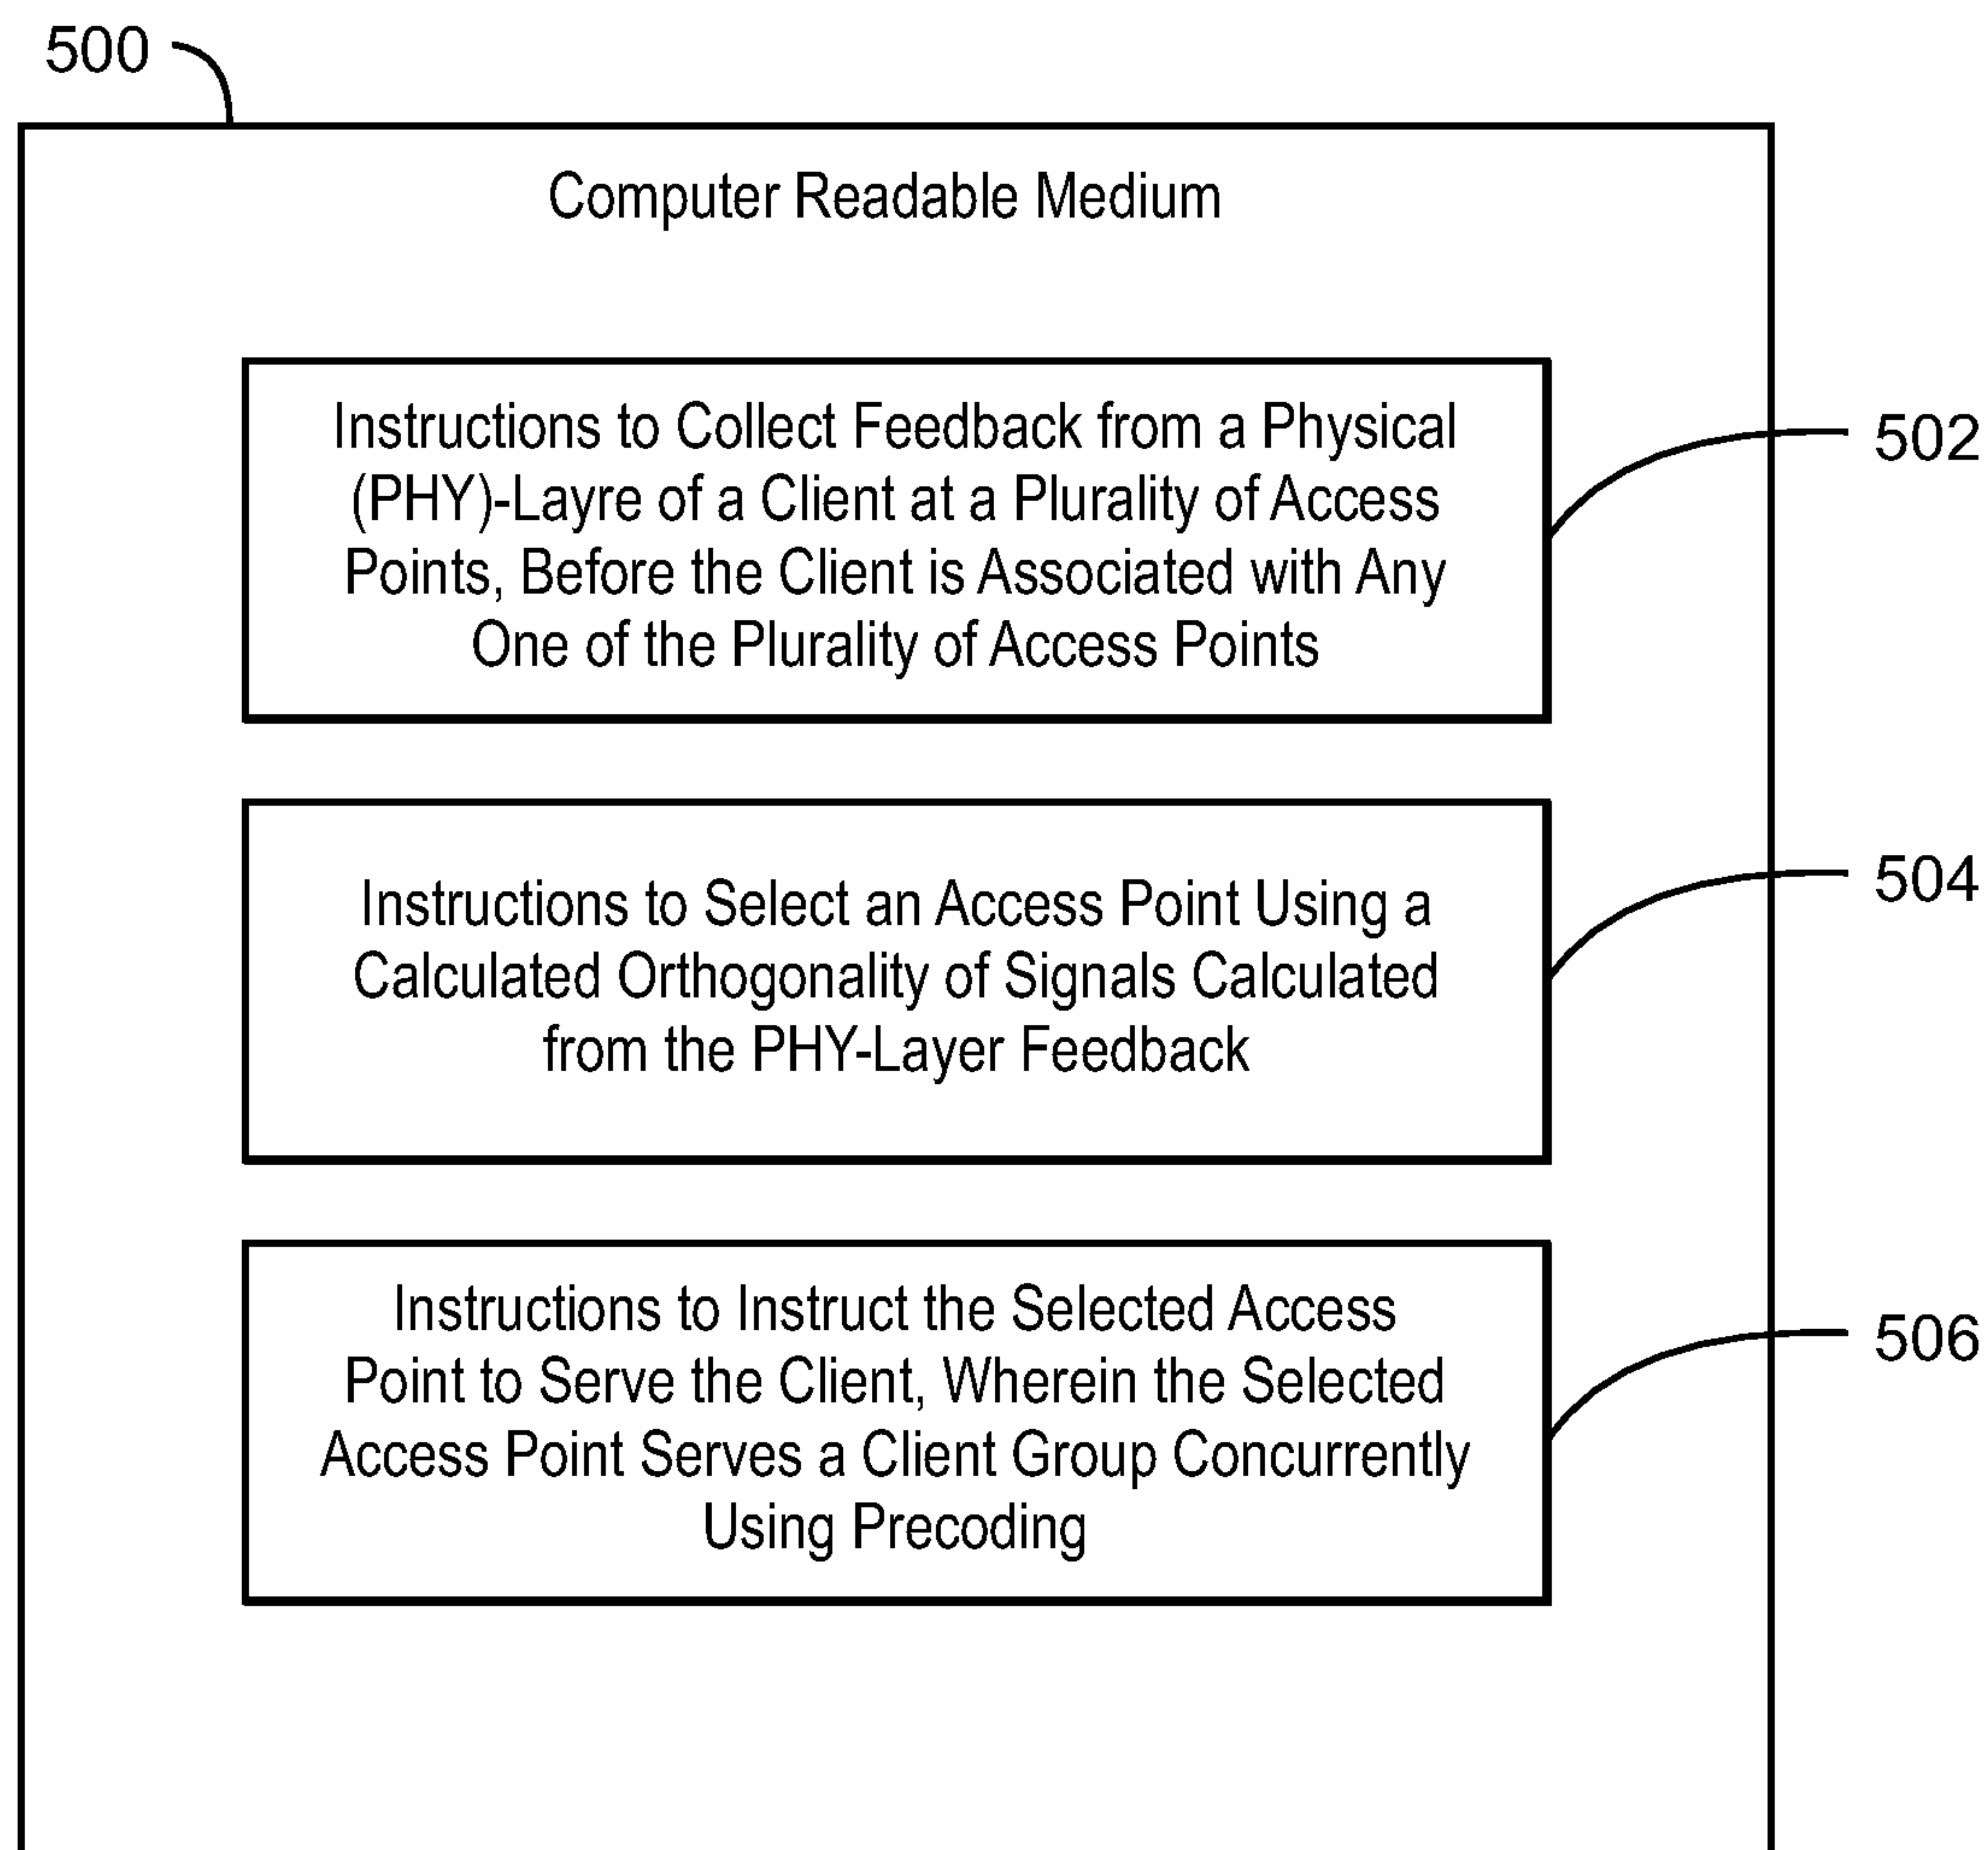 500
Computer Readable Medium
Instructions to Collect Feedback from a Physical
(PHY)-Layre of a Client at a Plurality of Access
Points, Before the Client is Associated with Any
One of the Plurality of Access Points
502
Instructions to Select an Access Point Using a
Calculated Orthogonality of Signals Calculated
from the PHY-Layer Feedback
504
Instructions to Instruct the Selected Access
Point to Serve the Client, Wherein the Selected
Access Point Serves a Client Group Concurrently
Using Precoding
506